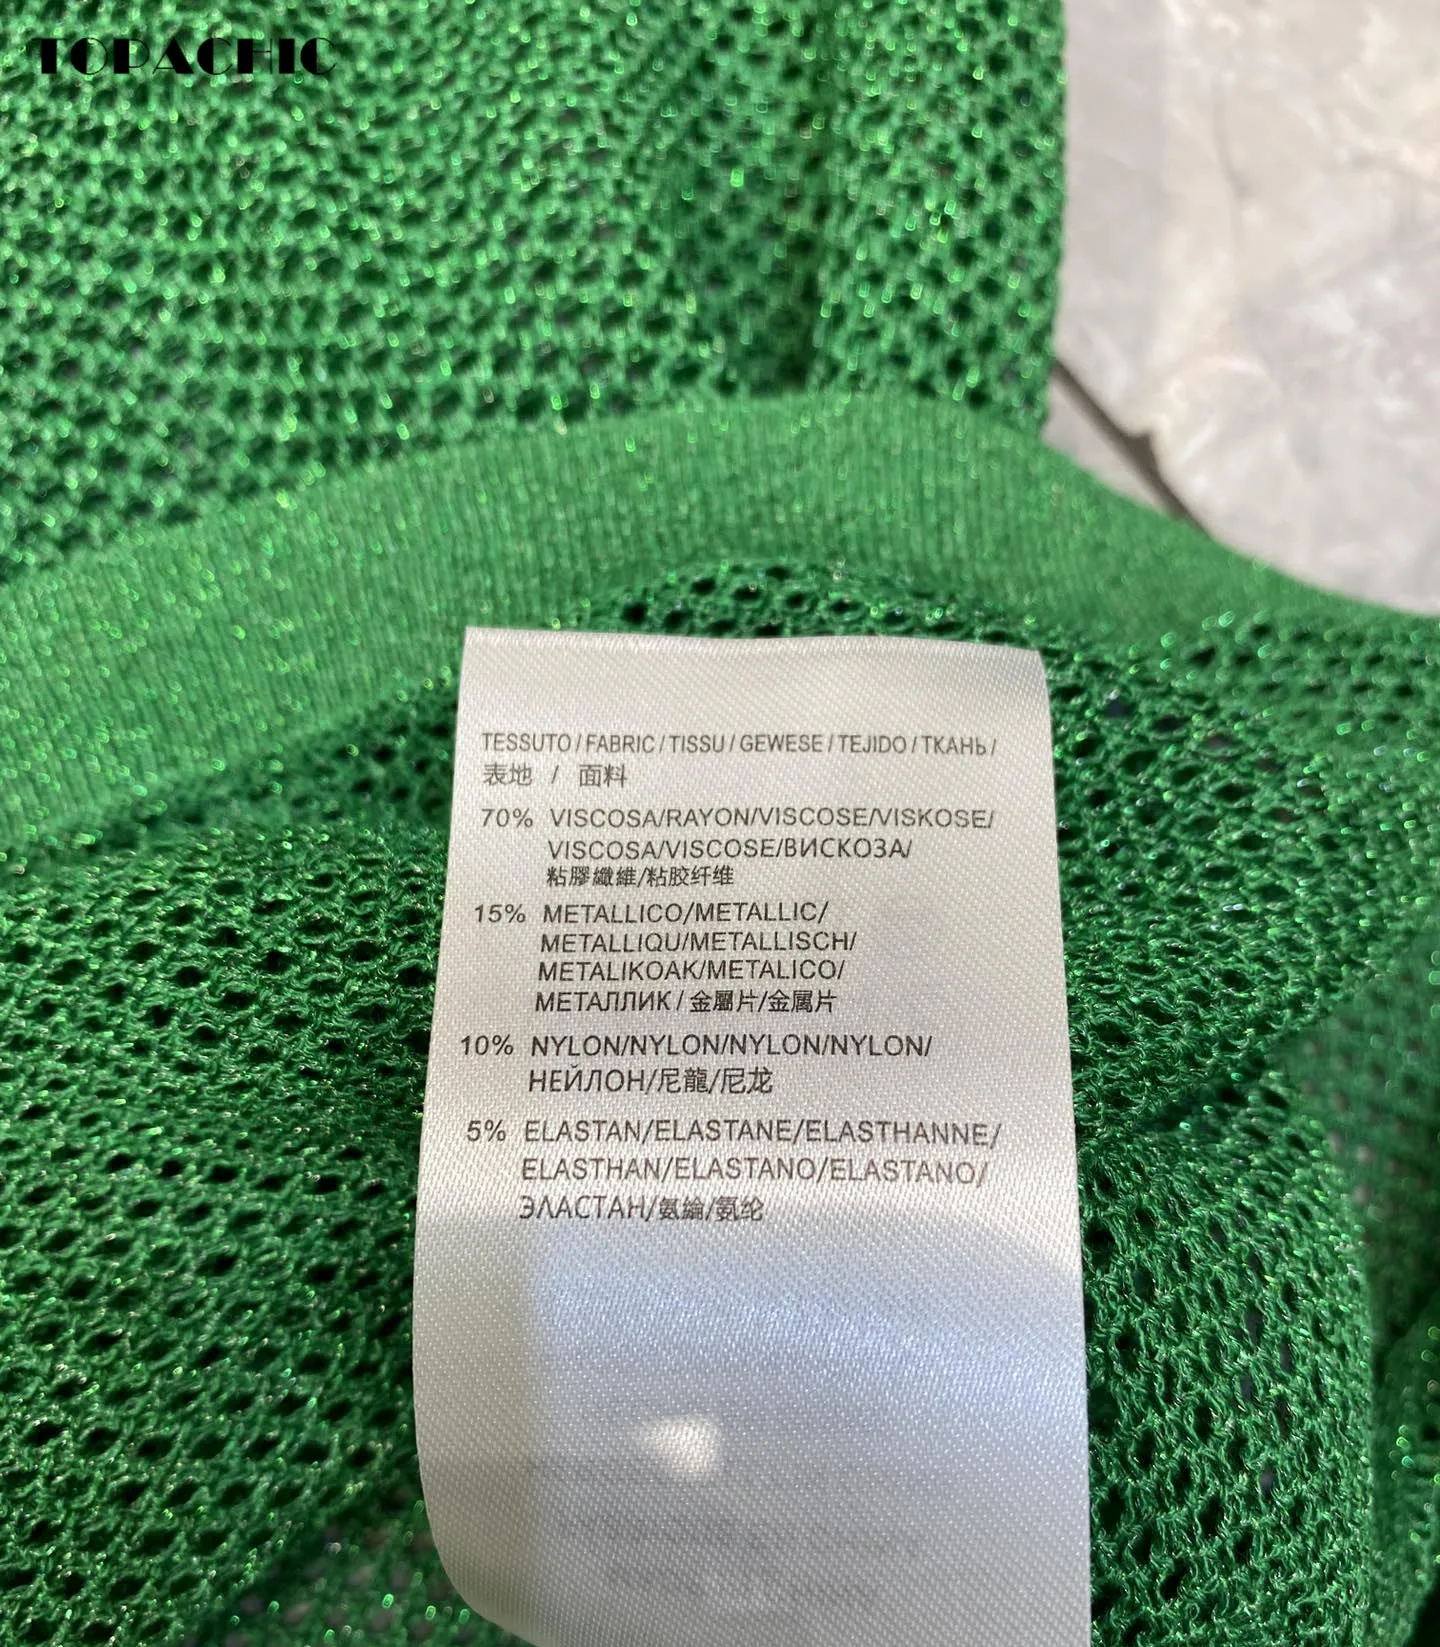 TOPACHIC
TESSUTO / FABRIC / TISSU / GEWESE / TEJIDO / ТКАНЬ /
表地 / 面料
70% VISCOSA/RAYON/VISCOSE/VISKOSE/
VISCOSA/VISCOSE/ВИСКОЗА/
粘膠纖維/粘胶纤维
15% METALLICO/METALLIC/
METALLIQU/METALLISCH/
METALIKOAK/METALICO/
МЕТАЛЛИК / 金屬片/金属片
10% NYLON/NYLON/NYLON/NYLON/
НЕЙЛОН/尼龍/尼龙
5% ELASTAN/ELASTANE/ELASTHANNE/
ELASTHAN/ELASTANO/ELASTANO/
ЭЛАСТАН/氨綸/氨纶